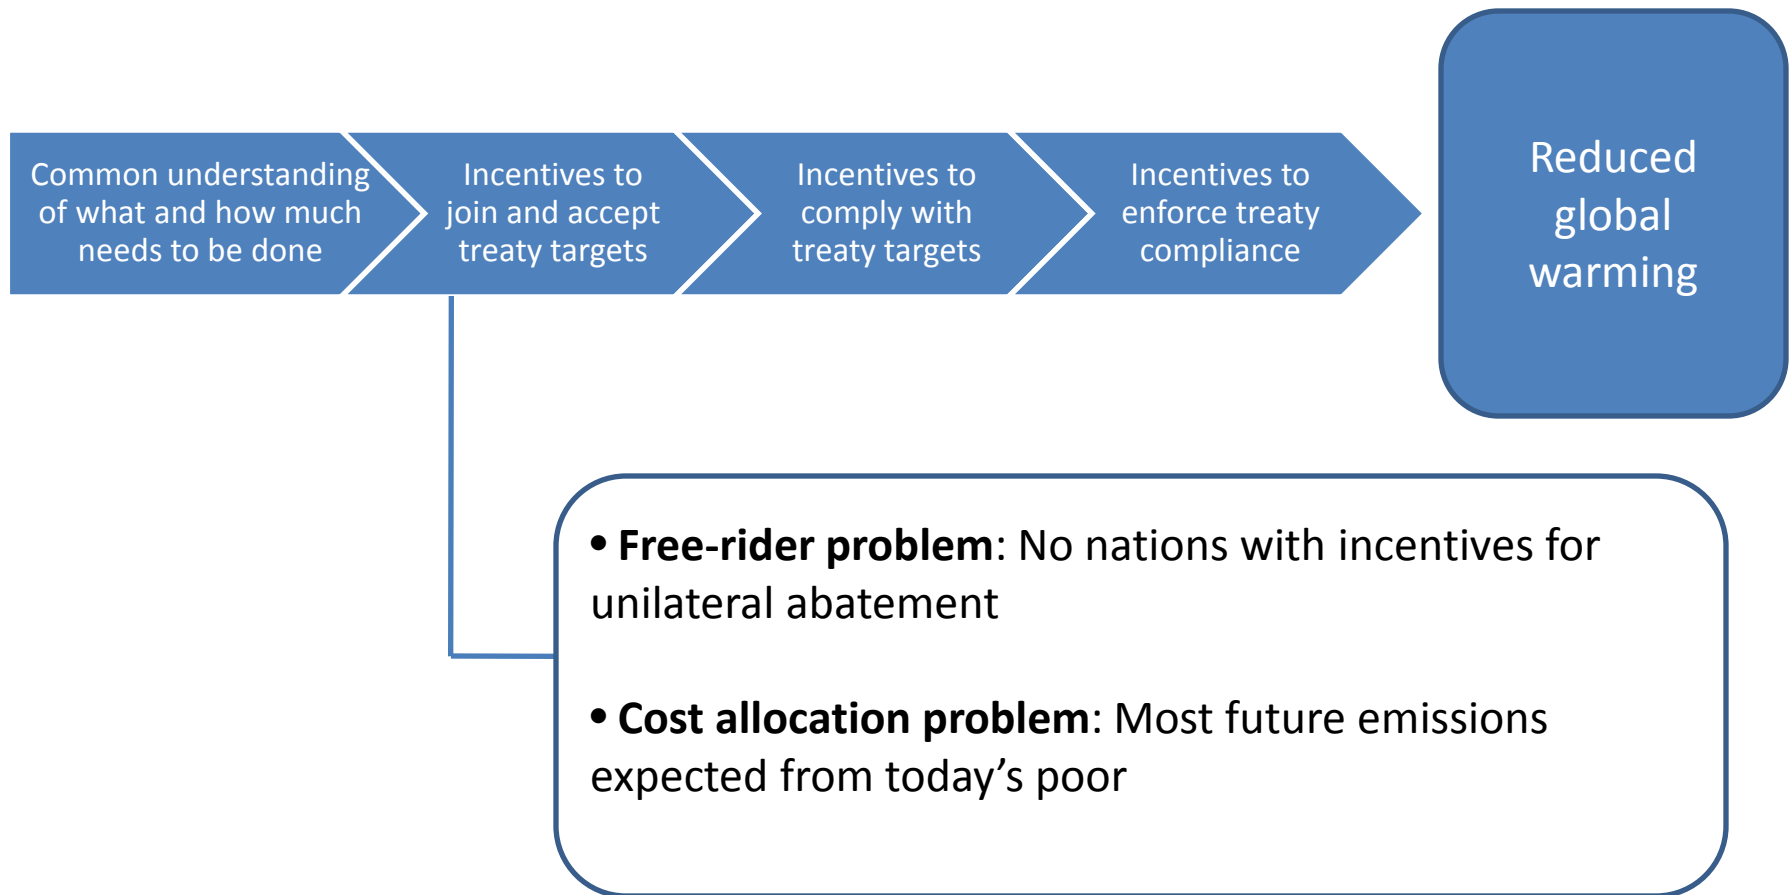 Common understanding
of what and how much
needs to be done
Incentives to
join and accept
treaty targets
Incentives to
comply with
treaty targets
Incentives to
enforce treaty
compliance
Reduced
global
warming
• Free-rider problem: No nations with incentives for
unilateral abatement
• Cost allocation problem: Most future emissions
expected from today’s poor